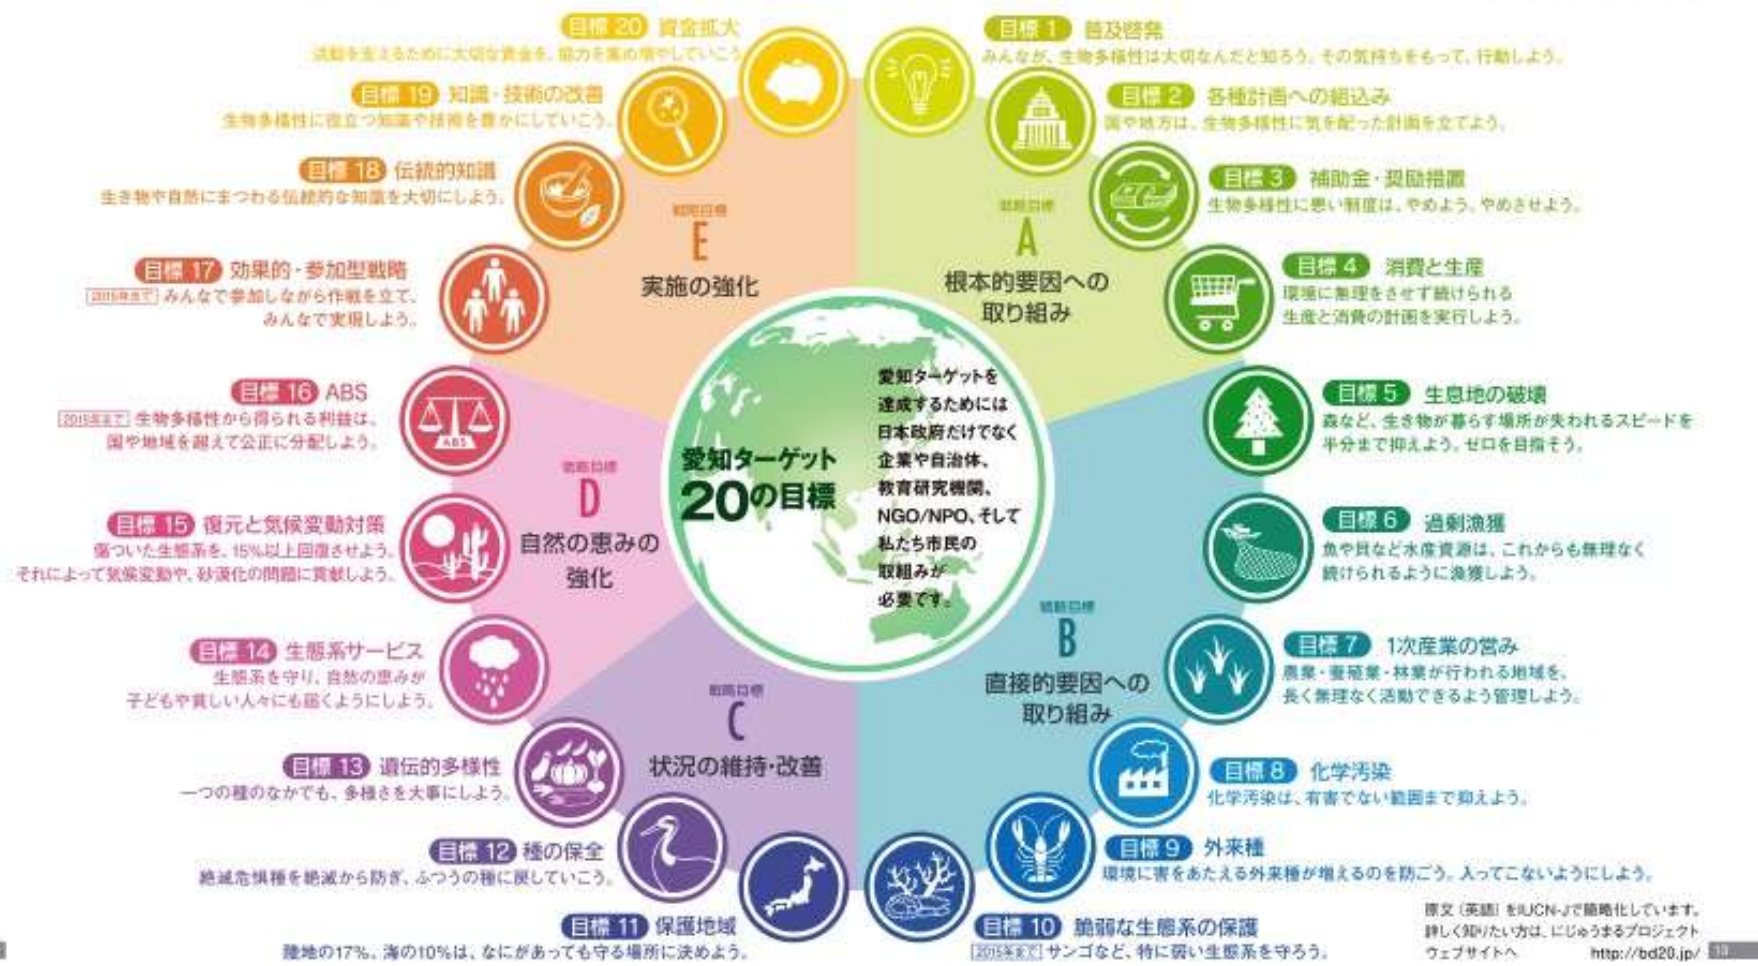 目標 1 普及啓発
みんなが、生物多様性は大切なんだと知ろう。その気持ちをもって、行動しよう。
目標 2 各種計画への組込み
国や地方は、生物多様性に気を配った計画を立てよう。
目標 3 補助金・奨励措置
生物多様性に悪い制度は、やめよう。やめさせよう。
目標 4 消費と生産
環境に無理をさせず続けられる
生産と消費の計画を実行しよう。
目標 5 生息地の破壊
森など、生き物が暮らす場所が失われるスピードを
半分まで抑えよう。ゼロを目指そう。
目標 6 過剰漁獲
魚や貝など水産資源は、これからも無理なく
続けられるように漁獲しよう。
目標 7 1次産業の営み
農業・養殖業・林業が行われる地域を、
長く無理なく活動できるよう管理しよう。
目標 8 化学汚染
化学汚染は、有害でない範囲まで抑えよう。
目標 9 外来種
環境に害をあたえる外来種が増えるのを防ごう。入ってこないようにしよう。
目標 10 脆弱な生態系の保護
2015年まで サンゴなど、特に弱い生態系を守ろう。
目標 11 保護地域
陸地の17%、海の10%は、なにがあっても守る場所に決めよう。
目標 12 種の保全
絶滅危惧種を絶滅から防ぎ、ふつうの種に戻していこう。
目標 13 遺伝的多様性
一つの種のなかでも、多様さを大事にしよう。
目標 14 生態系サービス
生態系を守り、自然の恵みが
子どもや貧しい人々にも届くようにしよう。
目標 15 復元と気候変動対策
傷ついた生態系を、15%以上回復させよう。
それによって気候変動や、砂漠化の問題に貢献しよう。
目標 16 ABS
2015年まで 生物多様性から得られる利益は、
国や地域を超えて公正に分配しよう。
ABS
目標 17 効果的・参加型戦略
2015年まで みんなで参加しながら作戦を立て、
みんなで実現しよう。
目標 18 伝統的知識
生き物や自然にまつわる伝統的な知識を大切にしよう。
目標 19 知識・技術の改善
生物多様性に役立つ知識や技術を豊かにしていこう。
目標 20 資金拡大
活動を支えるために大切な資金を、協力を集め増やしていこう
戦略目標
A
根本的要因への
取り組み
戦略目標
B
直接的要因への
取り組み
戦略目標
C
状況の維持・改善
戦略目標
D
自然の恵みの
強化
戦略目標
E
実施の強化
愛知ターゲット
20の目標
愛知ターゲットを
達成するためには
日本政府だけでなく
企業や自治体、
教育研究機関、
NGO/NPO、そして
私たち市民の
取組みが
必要です。
原文(英語)をIUCN-Jで簡略化しています。
詳しく知りたい方は、にじゅうまるプロジェクト
ウェブサイトへ http://bd20.jp/